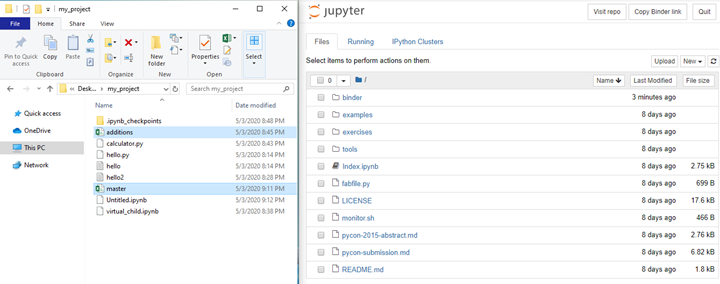 my_project
File
Home
Share
View
Pin to Quick access
Copy
Paste
Clipboard
Organize
New folder
New
Properties
Open
Select
Desk...
my_project
Search my_project
Name
Date modified
Quick access
OneDrive
This PC
Network
.ipynb_checkpoints 5/3/2020 8:48 PM
additions 5/3/2020 8:45 PM
calculator.py 5/3/2020 8:43 PM
hello.py 5/3/2020 8:14 PM
hello 5/3/2020 8:14 PM
hello2 5/3/2020 8:28 PM
master 5/3/2020 9:11 PM
Untitled.ipynb 5/3/2020 9:12 PM
virtual_child.ipynb 5/3/2020 8:38 PM
jupyter
Visit repo
Copy Binder link
Quit
Files
Running
IPython Clusters
Select items to perform actions on them.
Upload
New
0
/
Name
Last Modified
File size
binder 3 minutes ago
examples 8 days ago
exercises 8 days ago
tools 8 days ago
Index.ipynb 8 days ago 2.75 kB
fabfile.py 8 days ago 699 B
LICENSE 8 days ago 17.6 kB
monitor.sh 8 days ago 466 B
pycon-2015-abstract.md 8 days ago 2.76 kB
pycon-submission.md 8 days ago 6.82 kB
README.md 8 days ago 1.8 kB